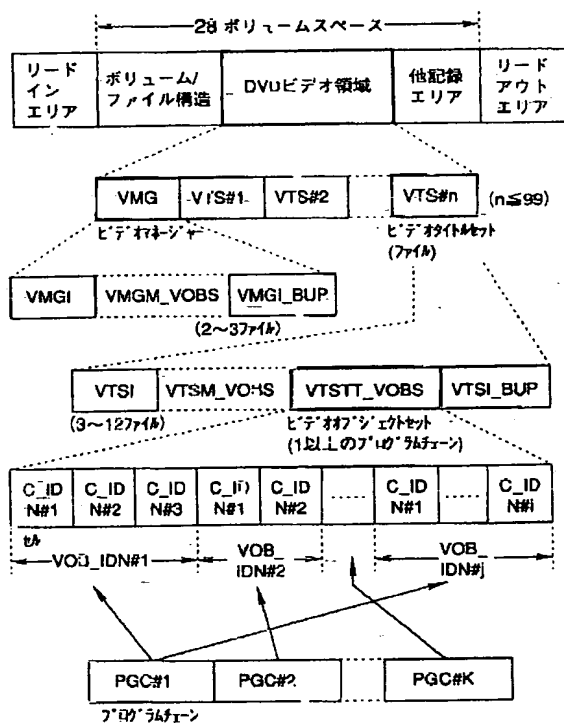 28 ボリュームスペース
リード
イン
エリア
ボリューム/
ファイル構造
DVDビデオ領域
他記録
エリア
リード
アウト
エリア
VMG
VTS#1
VTS#2
VTS#n
(n≦99)
ビデオマネージャー
ビデオタイトルセット
(ファイル)
VMGI
VMGM_VOBS
VMGI_BUP
(2〜3ファイル)
VTSI
VTSM_VOBS
VTSTT_VOBS
VTSI_BUP
(3〜12ファイル)
ビデオオブジェクトセット
(1以上のプログラムチェーン)
C_ID
N#1
C_ID
N#2
C_ID
N#3
C_ID
N#1
C_ID
N#2
C_ID
N#1
C_ID
N#i
セル
VOB_IDN#1
VOB_
IDN#2
VOB_
IDN#j
PGC#1
PGC#2
PGC#K
プログラムチェーン